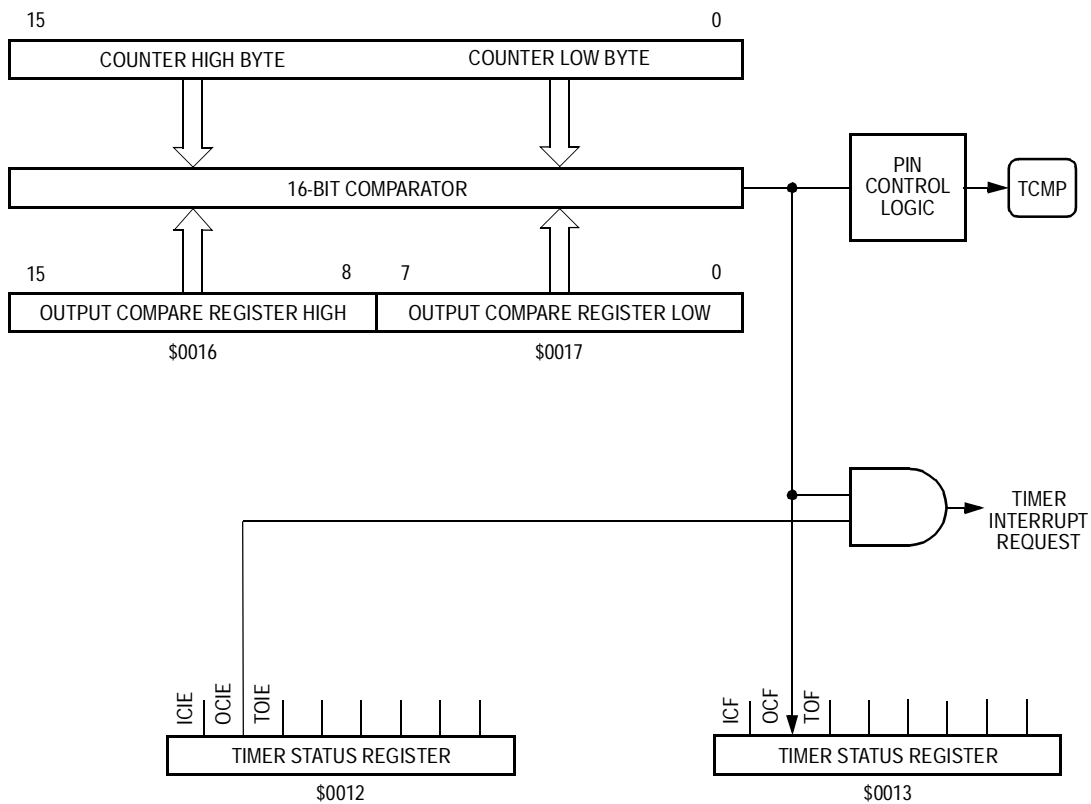 15 0
COUNTER HIGH BYTE COUNTER LOW BYTE
PIN
CONTROL
LOGIC
TCMP
16-BIT COMPARATOR
15 8 7 0
OUTPUT COMPARE REGISTER HIGH OUTPUT COMPARE REGISTER LOW
$0016 $0017
TIMER
INTERRUPT
REQUEST
ICIE
OCIE
TOIE
ICF
OCF
TOF
TIMER STATUS REGISTER TIMER STATUS REGISTER
$0012 $0013